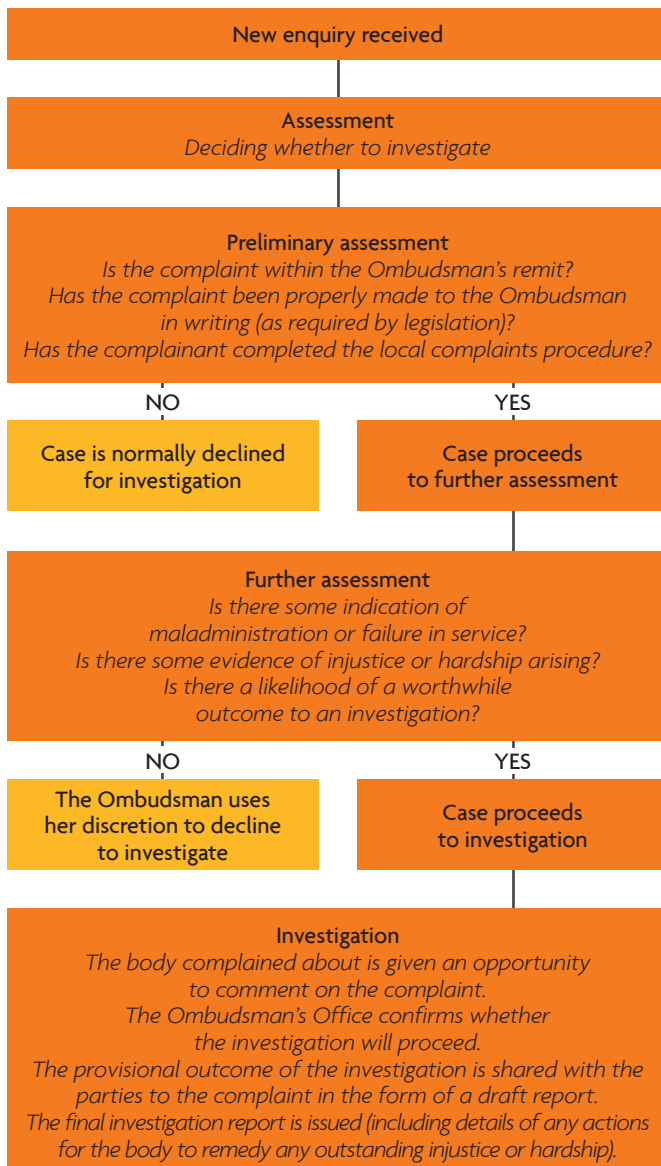 New enquiry received
Assessment
Deciding whether to investigate
Preliminary assessment
Is the complaint within the Ombudsman's remit?
Has the complaint been properly made to the Ombudsman
in writing (as required by legislation)?
Has the complainant completed the local complaints procedure?
NO
YES
Case is normally declined
for investigation
Case proceeds
to further assessment
Further assessment
Is there some indication of
maladministration or failure in service?
Is there some evidence of injustice or hardship arising?
Is there a likelihood of a worthwhile
outcome to an investigation?
NO
YES
The Ombudsman uses
her discretion to decline
to investigate
Case proceeds
to investigation
Investigation
The body complained about is given an opportunity
to comment on the complaint.
The Ombudsman's Office confirms whether
the investigation will proceed.
The provisional outcome of the investigation is shared with the
parties to the complaint in the form of a draft report.
The final investigation report is issued (including details of any actions
for the body to remedy any outstanding injustice or hardship).